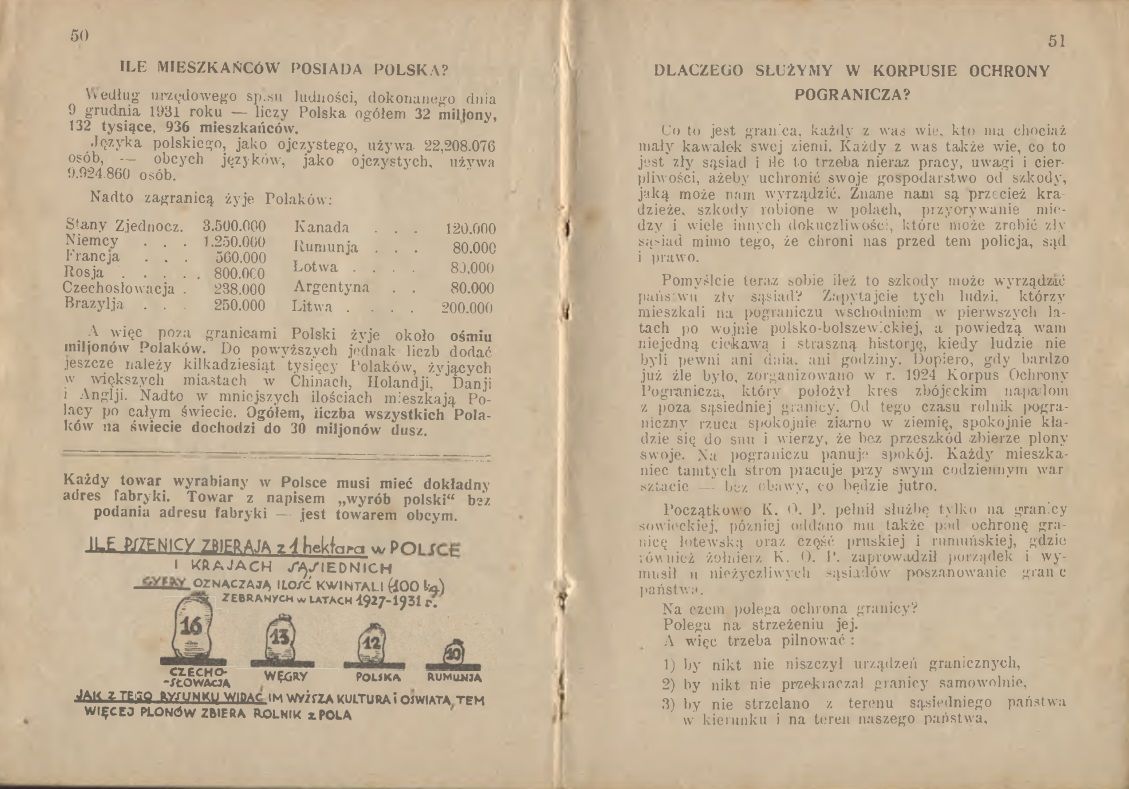 50
ILE MIESZKAŃCÓW POSIADA POLSKA?
Według urzędowego sp.su ludności, dokonanego dnia
9 grudnia 1931 roku — liczy Polska ogółem 32 miljony,
132 tysiące, 936 mieszkańców.
Języka polskiego, jako ojczystego, używa 22,208.076
osób, — obcych języków, jako ojczystych, używa
9.924.860 osób.
Nadto zagranicą żyje Polaków:
Stany Zjednocz. 3.500.000 Kanada . . . 120.000
Niemcy . . . 1.250.000 Rumunja . . . 80.000
Francja . . . 560.000 Łotwa . . . . 80,000
Rosja . . . . . 800.000 Argentyna . . 80.000
Czechosłowacja . 238.000 Litwa . . . . 200.000
Brazylja . . . 250.000
A więc poza granicami Polski żyje około ośmiu
miljonów Polaków. Do powyższych jednak liczb dodać
jeszcze należy kilkadziesiąt tysięcy Polaków, żyjących
w większych miastach w Chinach, Holandji, Danji
i Anglji. Nadto w mniejszych ilościach mieszkają Po-
lacy po całym świecie. Ogółem, liczba wszystkich Pola-
ków na świecie dochodzi do 30 miljonów dusz.
Każdy towar wyrabiany w Polsce musi mieć dokładny
adres fabryki. Towar z napisem „wyrób polski“ bez
podania adresu fabryki — jest towarem obcym.
ILE PSZENICY ZBIERAJĄ z 1 hektara w POLSCE
I KRAJACH SĄSIEDNICH
CYFRY OZNACZAJĄ ILOŚĆ KWINTALI (100 kg.)
ZEBRANYCH w LATACH 1927-1931 r.
16 13 12 10
CZECHO-
-SŁOWACJA WĘGRY POLSKA RUMUNJA
JAK Z TEGO RYSUNKU WIDAĆ IM WYŻSZA KULTURA i OŚWIATA, TEM
WIĘCEJ PLONÓW ZBIERA ROLNIK z POLA
51
DLACZEGO SŁUŻYMY W KORPUSIE OCHRONY
POGRANICZA?
Co to jest granica, każdy z was wie, kto ma chociaż
mały kawałek swej ziemi. Każdy z was także wie, co to
jest zły sąsiad i ile to trzeba nieraz pracy, uwagi i cier-
pliwości, ażeby uchronić swoje gospodarstwo od szkody,
jaką może nam wyrządzić. Znane nam są przecież kra-
dzieże, szkody robione w polach, przyorywanie mie-
dzy i wiele innych dokuczliwości, które może zrobić zły
sąsiad mimo tego, że chroni nas przed tem policja, sąd
i prawo.
Pomyślcie teraz sobie ileż to szkody może wyrządzić
państwu zły sąsiad? Zapytajcie tych ludzi, którzy
mieszkali na pograniczu wschodniem w pierwszych la-
tach po wojnie polsko-bolszewickiej, a powiedzą wam
niejedną ciekawą i straszną historję, kiedy ludzie nie
byli pewni ani dnia, ani godziny. Dopiero, gdy bardzo
już źle było, zorganizowano w r. 1924 Korpus Ochrony
Pogranicza, który położył kres zbójeckim napadom
z poza sąsiedniej granicy. Od tego czasu rolnik pogra-
niczny rzuca spokojnie ziarno w ziemię, spokojnie kła-
dzie się do snu i wierzy, że bez przeszkód zbierze plony
swoje. Na pograniczu panuje spokój. Każdy mieszka-
niec tamtych stron pracuje przy swym codziennym war
sztacie — bez obawy, co będzie jutro.
Początkowo K. O. P. pełnił służbę tylko na granicy
sowieckiej, później oddano mu także pod ochronę gra-
nicę łotewską oraz część pruskiej i rumuńskiej, gdzie
również żołnierz K. O. P. zaprowadził porządek i wy-
musił u nieżyczliwych sąsiadów poszanowanie granic
państwa.
Na czem polega ochrona granicy?
Polega na strzeżeniu jej.
A więc trzeba pilnować :
1) by nikt nie niszczył urządzeń granicznych,
2) by nikt nie przekraczał granicy samowolnie,
3) by nie strzelano z terenu sąsiedniego państwa
w kierunku i na teren naszego państwa,